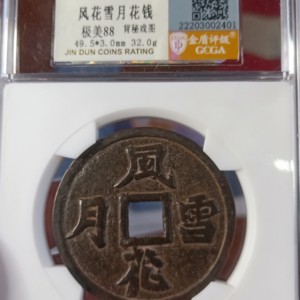 风花雪月花钱
极美88 背秘戏图
49.5*3.0mm 32.0g
JIN DUN COINS RATING
22203002401
金盾评级
GCGA
風
月 雪
花